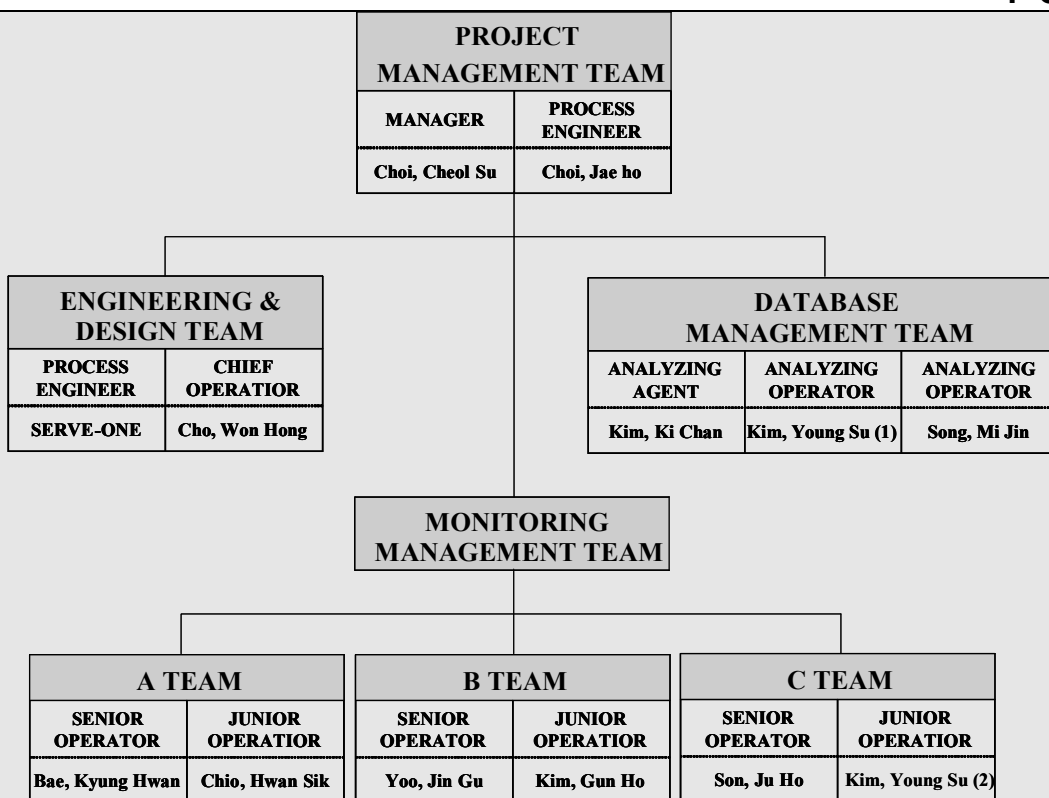 PROJECT
MANAGEMENT TEAM
MANAGER
PROCESS
ENGINEER
Choi, Cheol Su
Choi, Jae ho
ENGINEERING &
DESIGN TEAM
PROCESS
ENGINEER
CHIEF
OPERATIOR
SERVE-ONE
Cho, Won Hong
DATABASE
MANAGEMENT TEAM
ANALYZING
AGENT
ANALYZING
OPERATOR
ANALYZING
OPERATOR
Kim, Ki Chan
Kim, Young Su (1)
Song, Mi Jin
MONITORING
MANAGEMENT TEAM
A TEAM
SENIOR
OPERATOR
JUNIOR
OPERATIOR
Bae, Kyung Hwan
Chio, Hwan Sik
B TEAM
SENIOR
OPERATOR
JUNIOR
OPERATIOR
Yoo, Jin Gu
Kim, Gun Ho
C TEAM
SENIOR
OPERATOR
JUNIOR
OPERATIOR
Son, Ju Ho
Kim, Young Su (2)